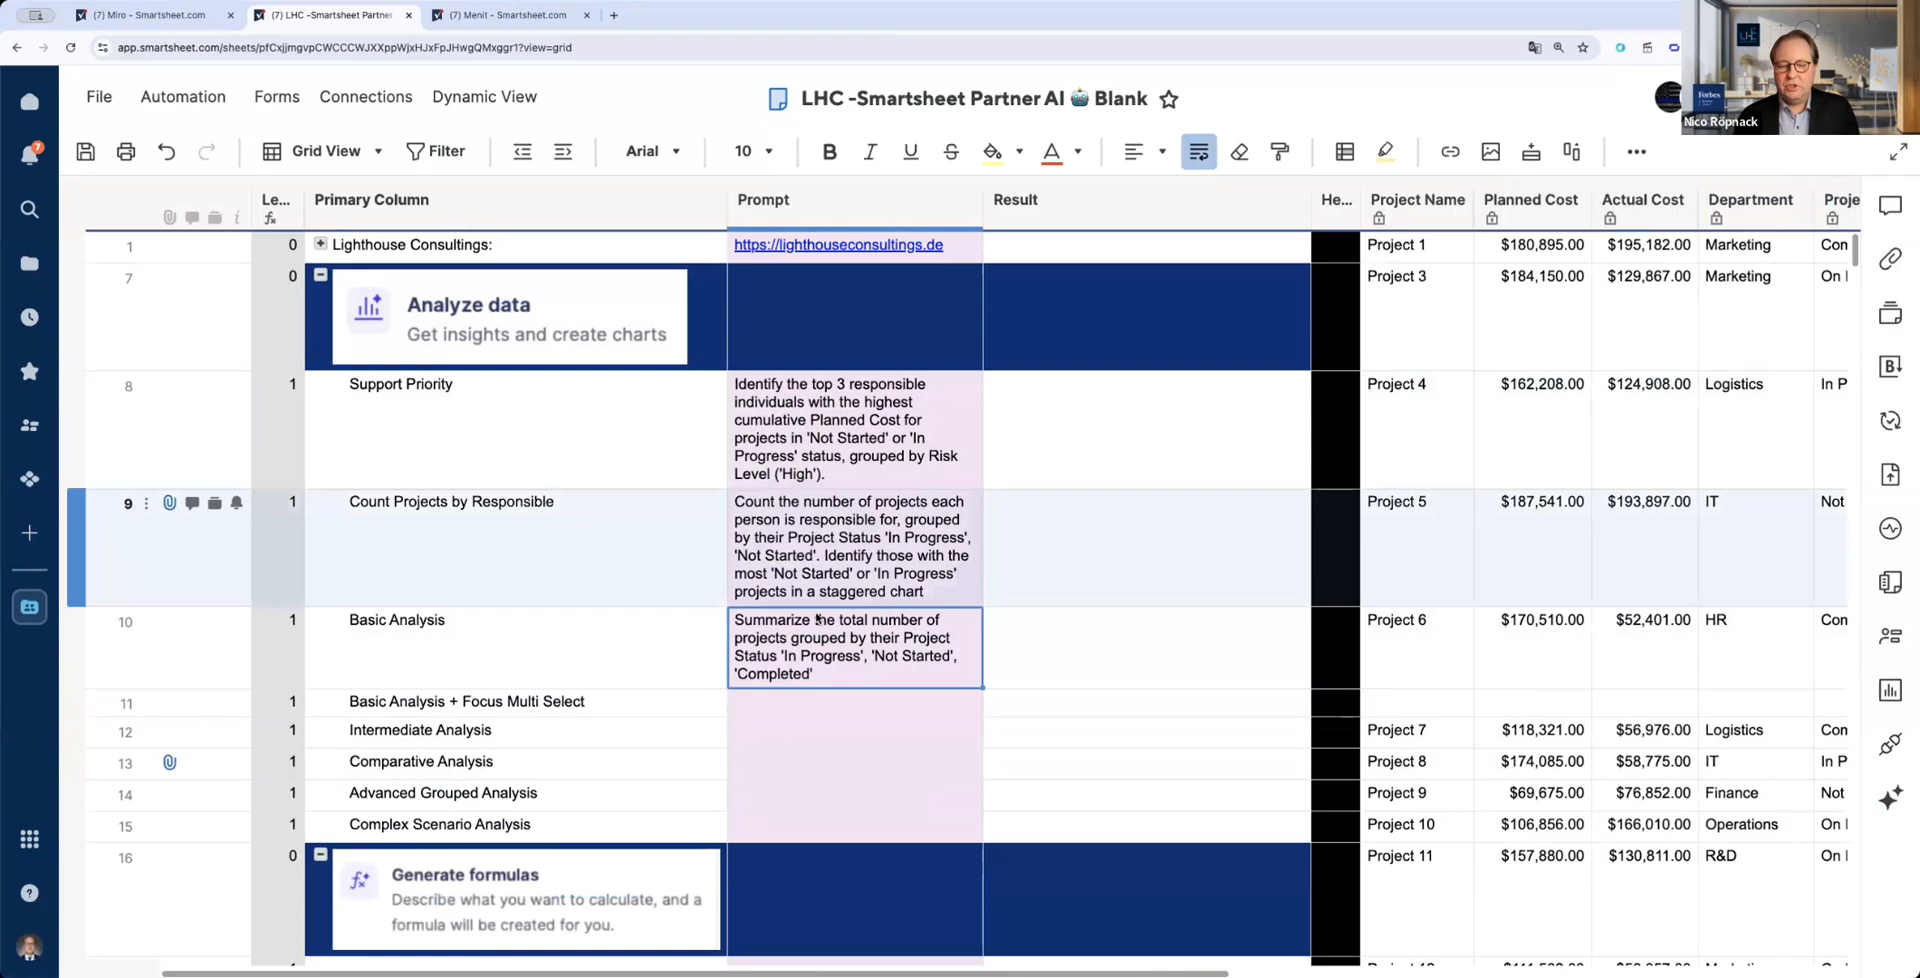 (7) Miro - Smartsheet.com
(7) LHC -Smartsheet Partner
(7) Menit - Smartsheet.com
app.smartsheet.com/sheets/pfCxjjmgvpCWCCCWJXXppWjxHJxFpJHwgQMxggr1?view=grid
File Automation Forms Connections Dynamic View
LHC -Smartsheet Partner AI 🤖 Blank
LHC
Forbes
Nico Röpnack
7
Grid View Filter Arial 10 B I U S A
Le... Primary Column Prompt Result He... Project Name Planned Cost Actual Cost Department Proje
fx
1 0 Lighthouse Consultings: https://lighthouseconsultings.de Project 1 $180,895.00 $195,182.00 Marketing Con
7 0 Project 3 $184,150.00 $129,867.00 Marketing On I
Analyze data
Get insights and create charts
8 1 Support Priority Project 4 $162,208.00 $124,908.00 Logistics In P
Identify the top 3 responsible
individuals with the highest
cumulative Planned Cost for
projects in 'Not Started' or 'In
Progress' status, grouped by Risk
Level ('High').
9 1 Count Projects by Responsible Project 5 $187,541.00 $193,897.00 IT Not
Count the number of projects each
person is responsible for, grouped
by their Project Status 'In Progress',
'Not Started'. Identify those with the
most 'Not Started' or 'In Progress'
projects in a staggered chart
10 1 Basic Analysis Project 6 $170,510.00 $52,401.00 HR Con
Summarize the total number of
projects grouped by their Project
Status 'In Progress', 'Not Started',
'Completed'
11 1 Basic Analysis + Focus Multi Select
12 1 Intermediate Analysis Project 7 $118,321.00 $56,976.00 Logistics Con
13 1 Comparative Analysis Project 8 $174,085.00 $58,775.00 IT In P
14 1 Advanced Grouped Analysis Project 9 $69,675.00 $76,852.00 Finance Not
15 1 Complex Scenario Analysis Project 10 $106,856.00 $166,010.00 Operations On I
16 0 Project 11 $157,880.00 $130,811.00 R&D On I
Generate formulas
Describe what you want to calculate, and a
formula will be created for you.